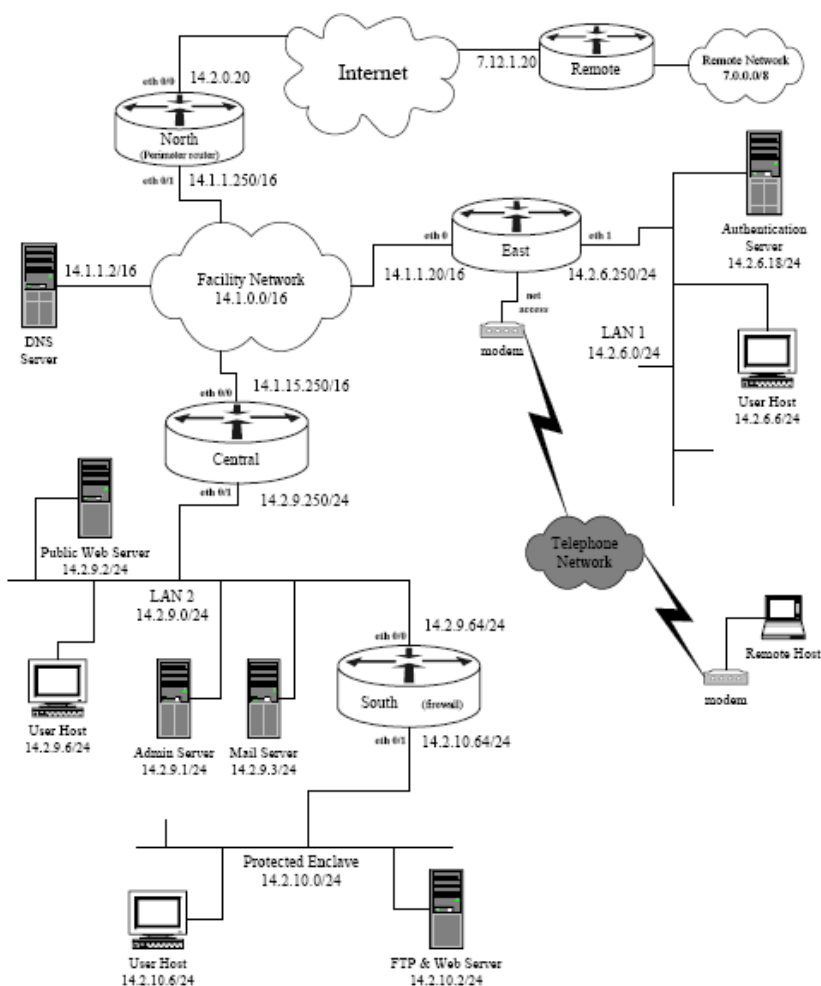 eth 0/0
14.2.0.20
Internet
7.12.1.20
Remote
Remote Network
7.0.0.0/8
North
(Perimeter router)
eth 0/1
14.1.1.250/16
Authentication
Server
14.2.6.18/24
eth 0
East
eth 1
14.1.1.20/16
14.2.6.250/24
14.1.1.2/16
Facility Network
14.1.0.0/16
DNS
Server
net
access
modem
LAN 1
14.2.6.0/24
User Host
14.2.6.6/24
14.1.15.250/16
eth 0/0
Central
eth 0/1
14.2.9.250/24
Public Web Server
14.2.9.2/24
Telephone
Network
LAN 2
14.2.9.0/24
14.2.9.64/24
eth 0/0
Remote Host
modem
South
(firewall)
eth 0/1
14.2.10.64/24
User Host
14.2.9.6/24
Admin Server
14.2.9.1/24
Mail Server
14.2.9.3/24
Protected Enclave
14.2.10.0/24
User Host
14.2.10.6/24
FTP & Web Server
14.2.10.2/24